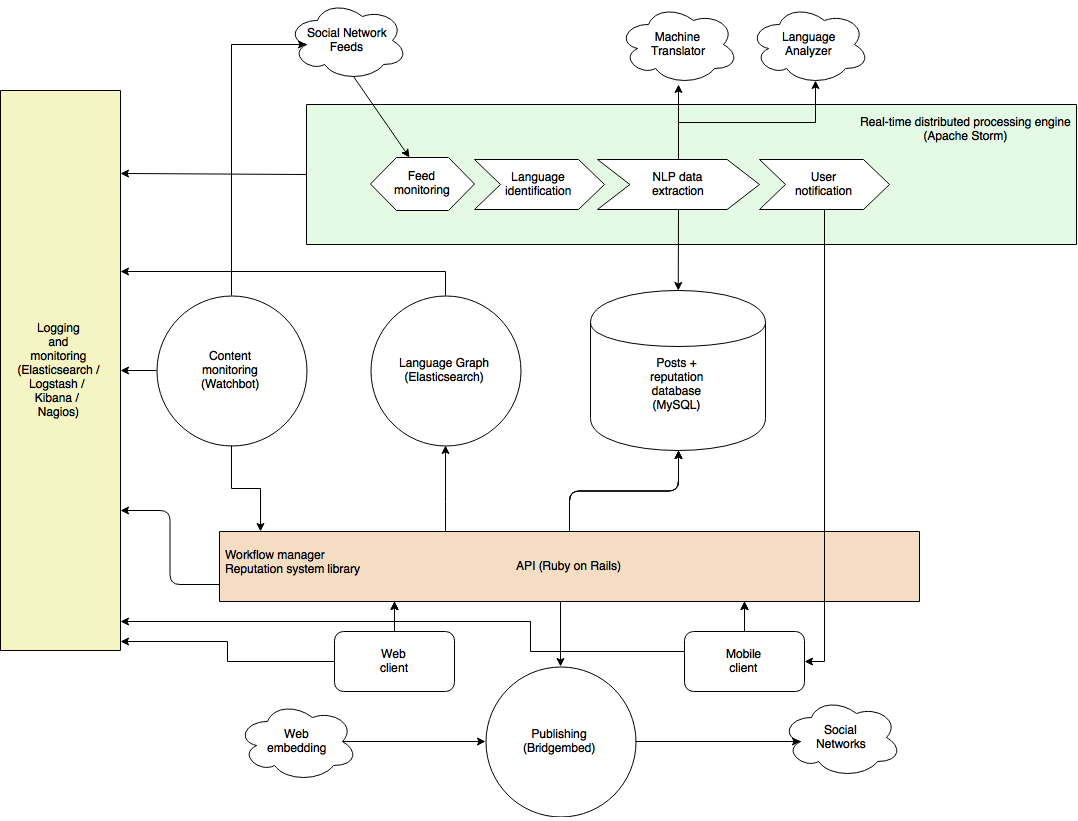 Social Network
Feeds
Machine
Translator
Language
Analyzer
Real-time distributed processing engine
(Apache Storm)
Feed
monitoring
Language
identification
NLP data
extraction
User
notification
Logging
and
monitoring
(Elasticsearch /
Logstash /
Kibana /
Nagios)
Content
monitoring
(Watchbot)
Language Graph
(Elasticsearch)
Posts +
reputation
database
(MySQL)
Workflow manager
Reputation system library
API (Ruby on Rails)
Web
client
Mobile
client
Web
embedding
Publishing
(Bridgembed)
Social
Networks